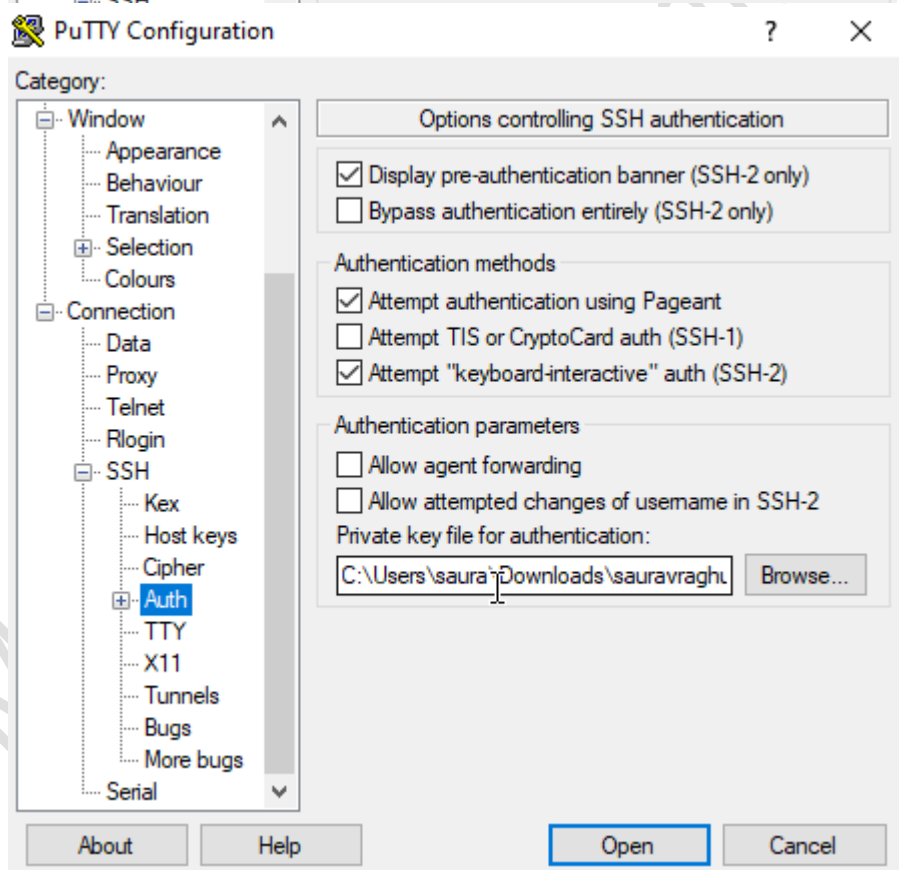 PuTTY Configuration
?
Category:
Window
Appearance
Behaviour
Translation
Selection
Colours
Connection
Data
Proxy
Telnet
Rlogin
SSH
Kex
Host keys
Cipher
Auth
TTY
X11
Tunnels
Bugs
More bugs
Serial
Options controlling SSH authentication
Display pre-authentication banner (SSH-2 only)
Bypass authentication entirely (SSH-2 only)
Authentication methods
Attempt authentication using Pageant
Attempt TIS or CryptoCard auth (SSH-1)
Attempt "keyboard-interactive" auth (SSH-2)
Authentication parameters
Allow agent forwarding
Allow attempted changes of username in SSH-2
Private key file for authentication:
C:\Users\saura\Downloads\sauravraghu Browse...
About Help Open Cancel